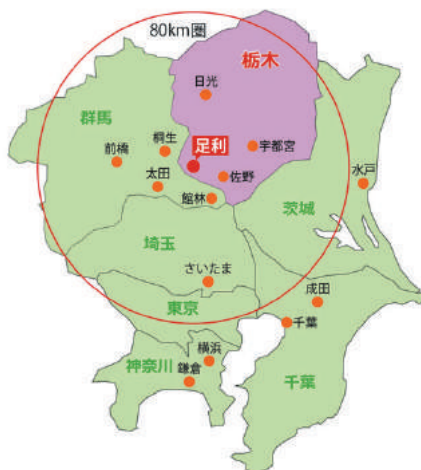 80km圏
栃木
日光
群馬
桐生
足利
宇都宮
前橋
佐野
水戸
太田
館林
茨城
埼玉
さいたま
成田
東京
千葉
横浜
神奈川
鎌倉
千葉